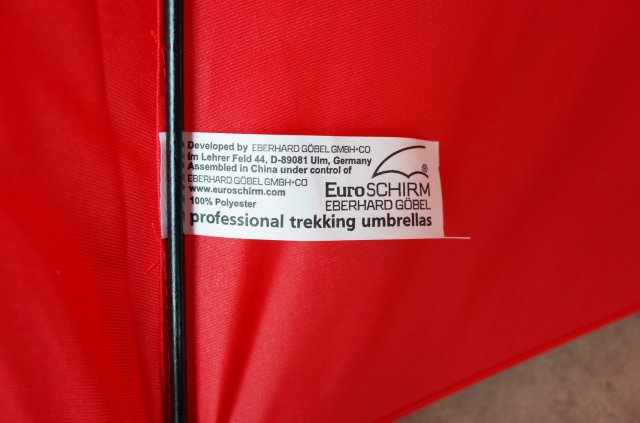 Developed by EBERHARD GÖBEL GMBH+CO
Im Lehrer Feld 44, D-89081 Ulm, Germany
Assembled in China under control of
EBERHARD GÖBEL GMBH+CO
www.euroschirm.com
100% Polyester
®
EuroSCHIRM
EBERHARD GÖBEL
professional trekking umbrellas